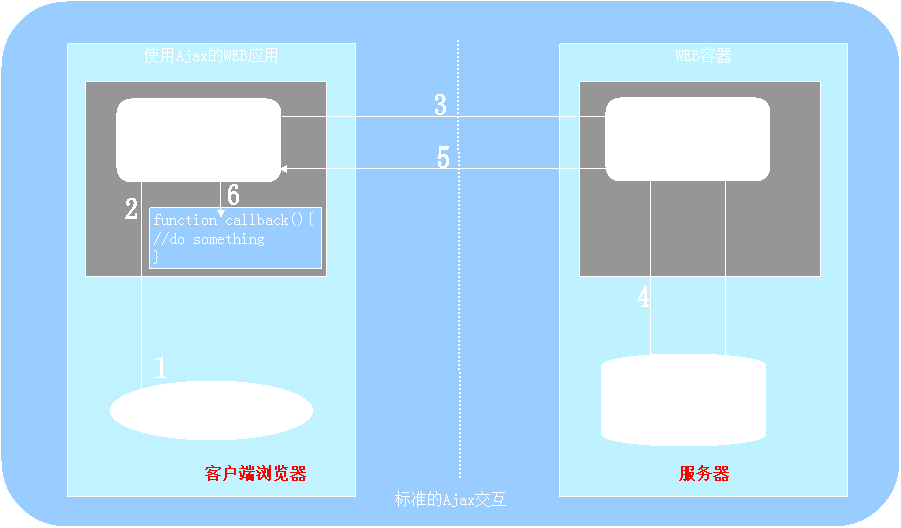 使用Ajax的WEB应用
WEB容器
3
5
2
6
function callback(){
//do something
}
4
1
客户端浏览器
服务器
标准的Ajax交互